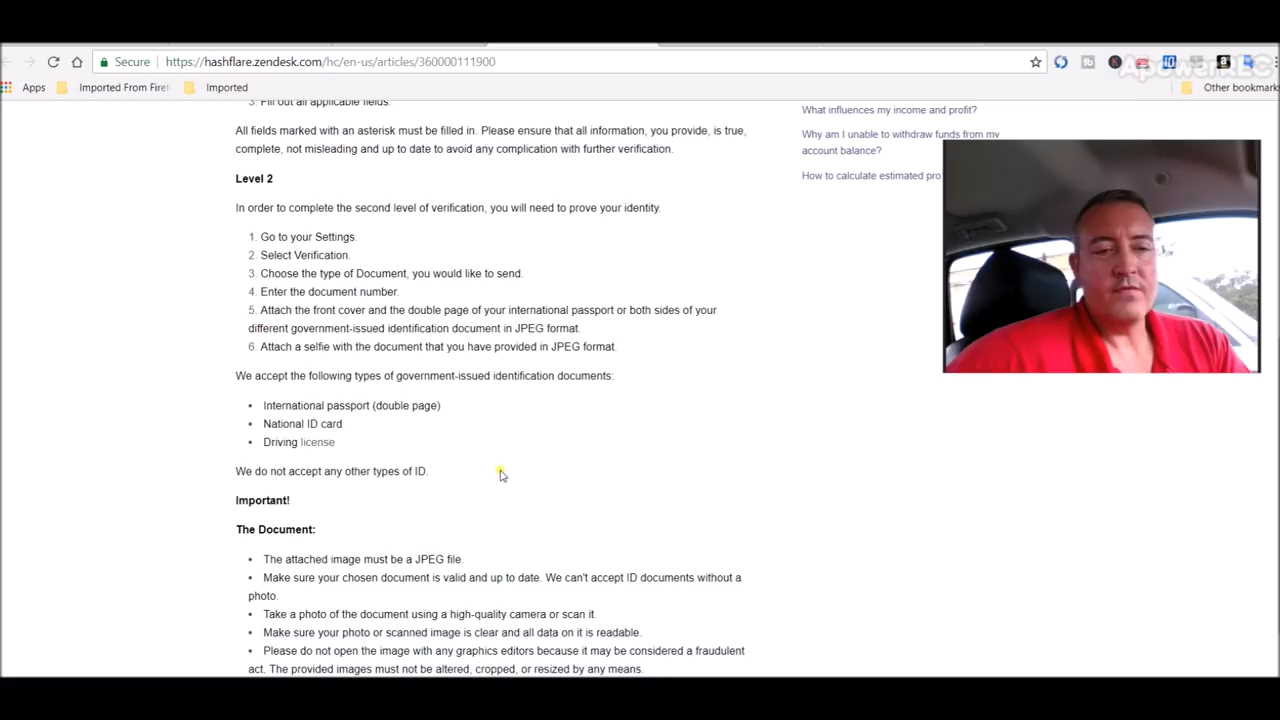 ApowerREC
Secure https://hashflare.zendesk.com/hc/en-us/articles/360000111900
Apps Imported From Firef Imported Other bookmark
3. Fill out all applicable fields.
All fields marked with an asterisk must be filled in. Please ensure that all information, you provide, is true,
complete, not misleading and up to date to avoid any complication with further verification.
Level 2
In order to complete the second level of verification, you will need to prove your identity.
1. Go to your Settings.
2. Select Verification.
3. Choose the type of Document, you would like to send.
4. Enter the document number.
5. Attach the front cover and the double page of your international passport or both sides of your
different government-issued identification document in JPEG format.
6. Attach a selfie with the document that you have provided in JPEG format.
We accept the following types of government-issued identification documents:
• International passport (double page)
• National ID card
• Driving license
We do not accept any other types of ID.
Important!
The Document:
• The attached image must be a JPEG file.
• Make sure your chosen document is valid and up to date. We can't accept ID documents without a
photo.
• Take a photo of the document using a high-quality camera or scan it.
• Make sure your photo or scanned image is clear and all data on it is readable.
• Please do not open the image with any graphics editors because it may be considered a fraudulent
act. The provided images must not be altered, cropped, or resized by any means.
What influences my income and profit?
Why am I unable to withdraw funds from my
account balance?
How to calculate estimated pro